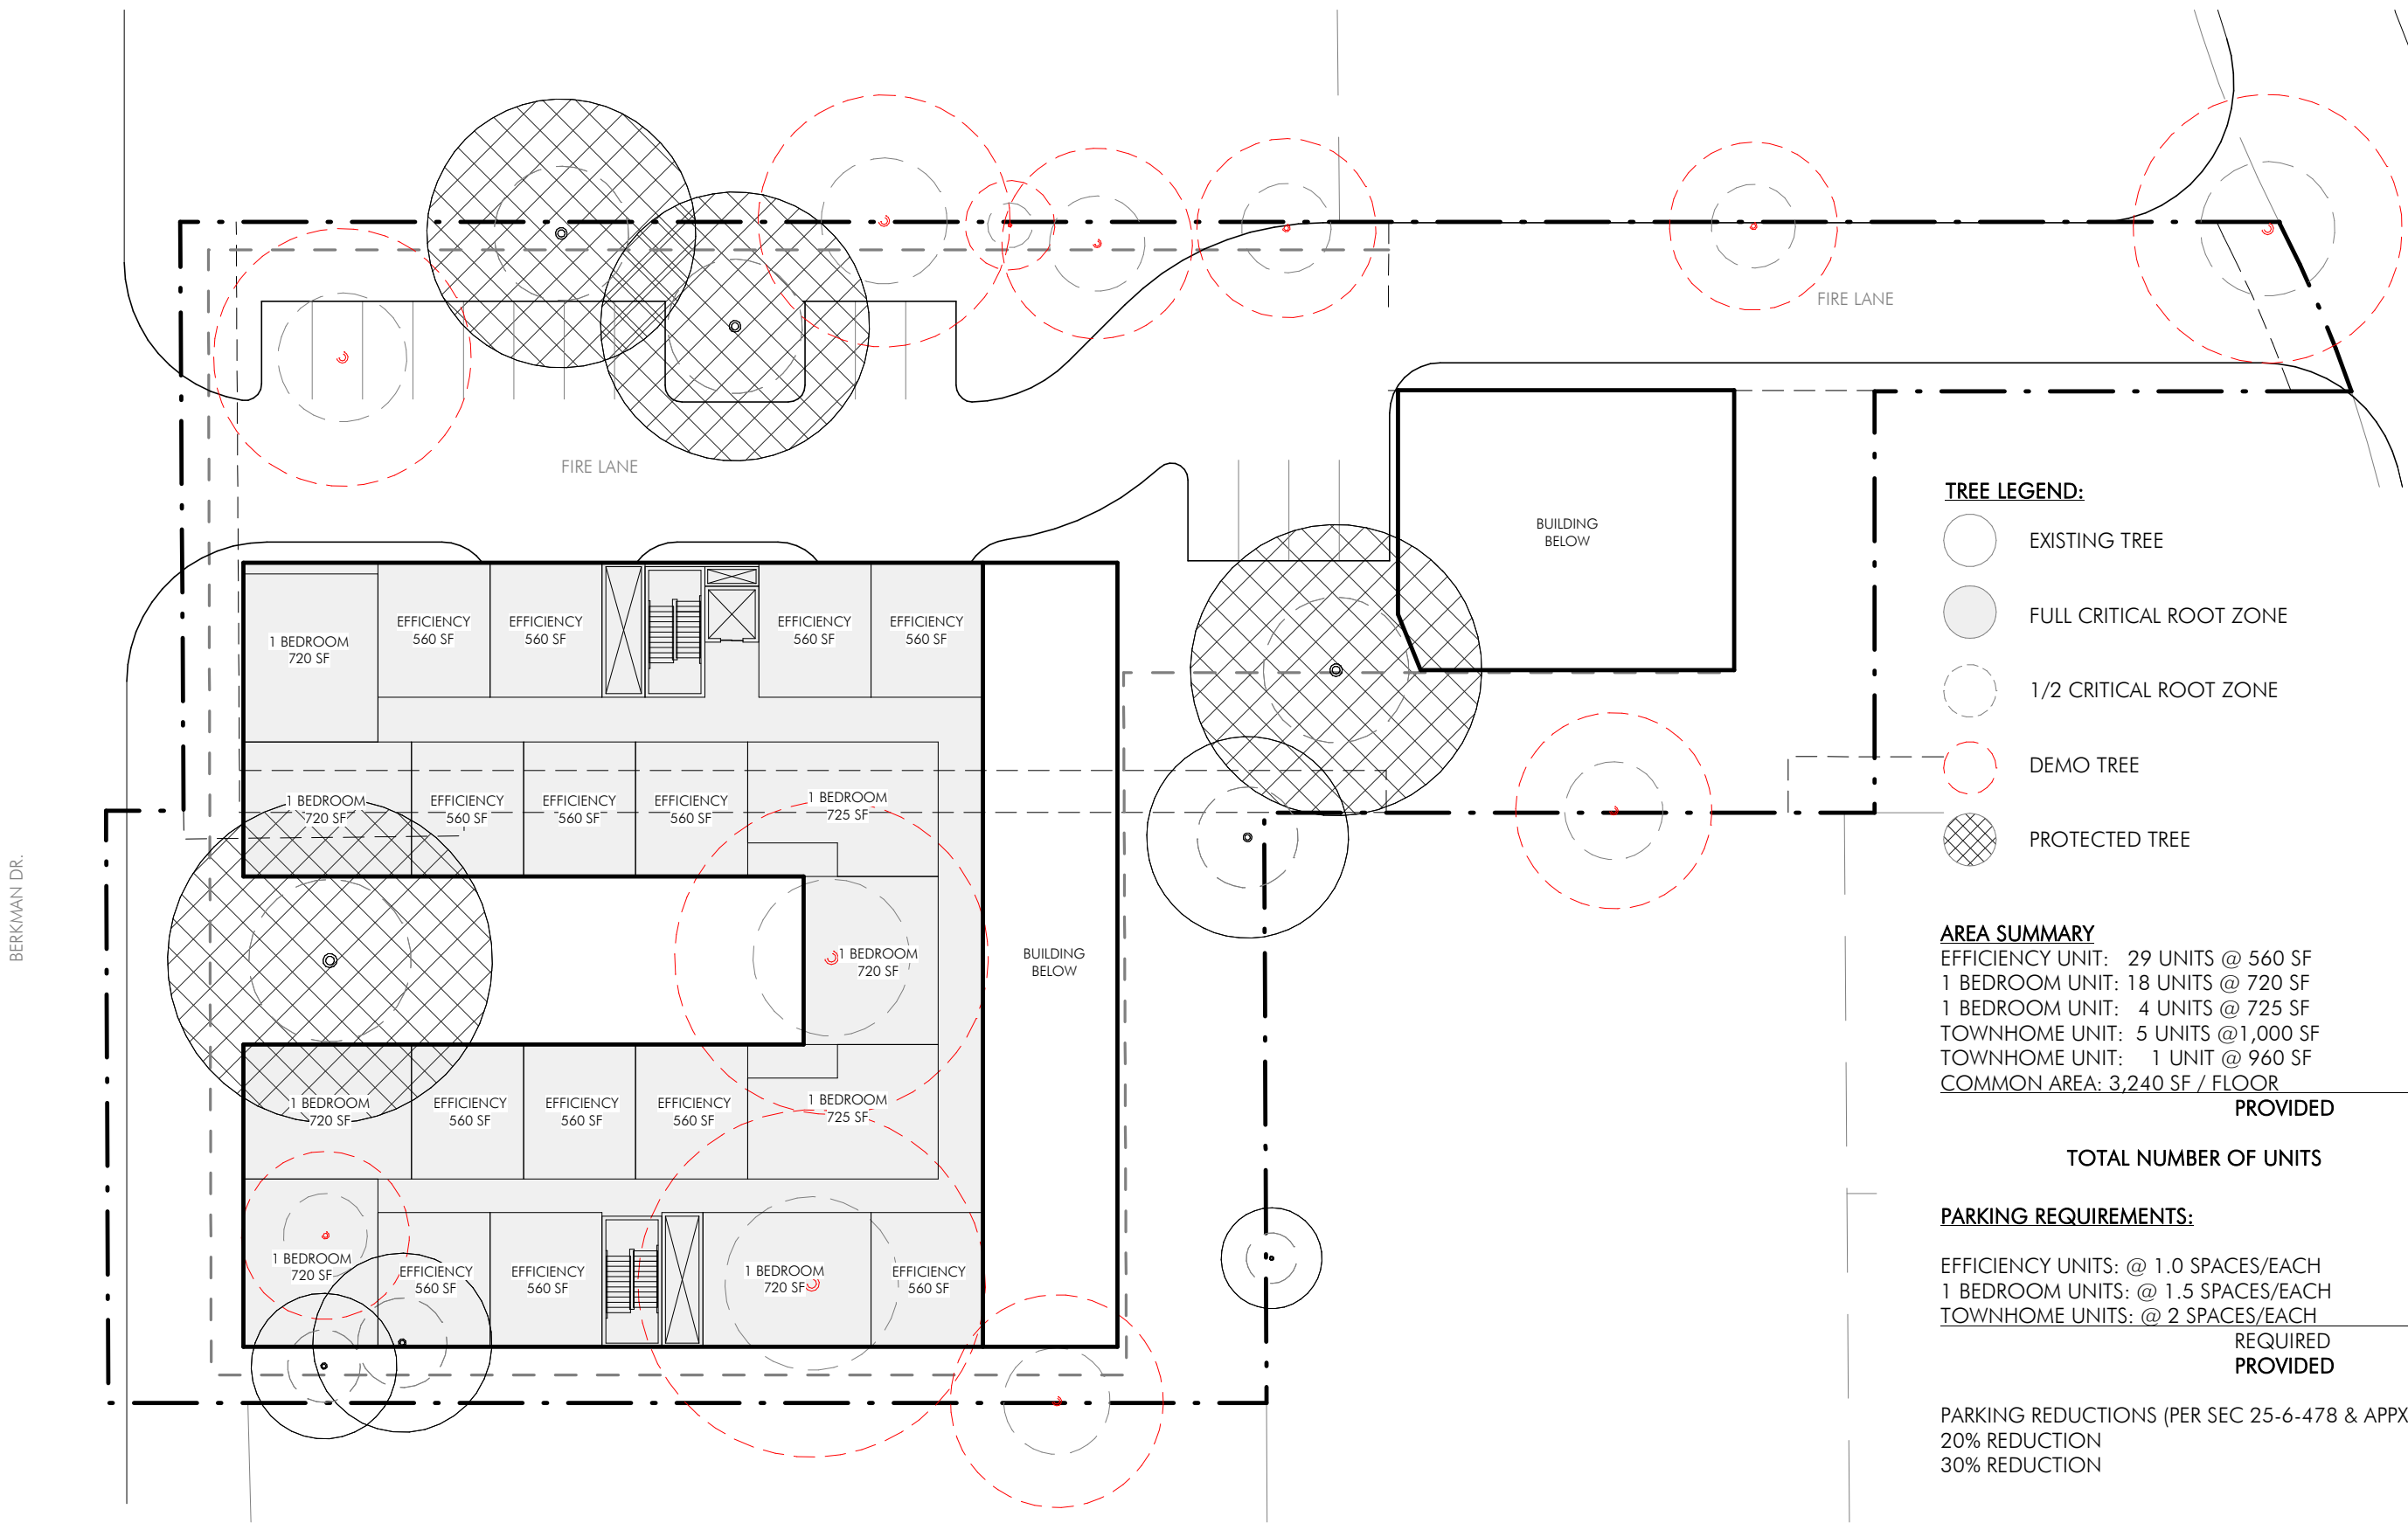 FIRE LANE
FIRE LANE
BUILDING
BELOW
1 BEDROOM
720 SF
EFFICIENCY
560 SF
EFFICIENCY
560 SF
EFFICIENCY
560 SF
EFFICIENCY
560 SF
1 BEDROOM
720 SF
EFFICIENCY
560 SF
EFFICIENCY
560 SF
EFFICIENCY
560 SF
1 BEDROOM
725 SF
BERKMAN DR.
1 BEDROOM
720 SF
BUILDING
BELOW
1 BEDROOM
720 SF
EFFICIENCY
560 SF
EFFICIENCY
560 SF
EFFICIENCY
560 SF
1 BEDROOM
725 SF
1 BEDROOM
720 SF
EFFICIENCY
560 SF
EFFICIENCY
560 SF
1 BEDROOM
720 SF
EFFICIENCY
560 SF
TREE LEGEND:
EXISTING TREE
FULL CRITICAL ROOT ZONE
1/2 CRITICAL ROOT ZONE
DEMO TREE
PROTECTED TREE
AREA SUMMARY
EFFICIENCY UNIT: 29 UNITS @ 560 SF
1 BEDROOM UNIT: 18 UNITS @ 720 SF
1 BEDROOM UNIT: 4 UNITS @ 725 SF
TOWNHOME UNIT: 5 UNITS @1,000 SF
TOWNHOME UNIT: 1 UNIT @ 960 SF
COMMON AREA: 3,240 SF / FLOOR
PROVIDED
TOTAL NUMBER OF UNITS
PARKING REQUIREMENTS:
EFFICIENCY UNITS: @ 1.0 SPACES/EACH
1 BEDROOM UNITS: @ 1.5 SPACES/EACH
TOWNHOME UNITS: @ 2 SPACES/EACH
REQUIRED
PROVIDED
PARKING REDUCTIONS (PER SEC 25-6-478 & APPX
20% REDUCTION
30% REDUCTION